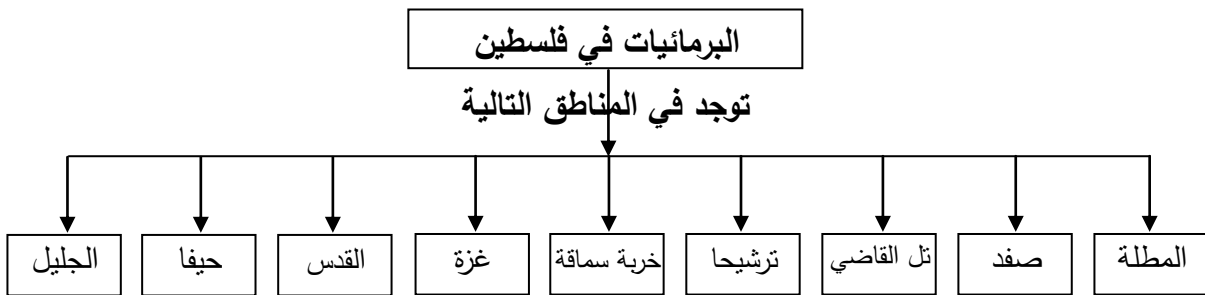 البرمائيات في فلسطين
توجد في المناطق التالية
المطلة
صفد
تل القاضي
ترشيحا
خربة سماقة
غزة
القدس
حيفا
الجليل